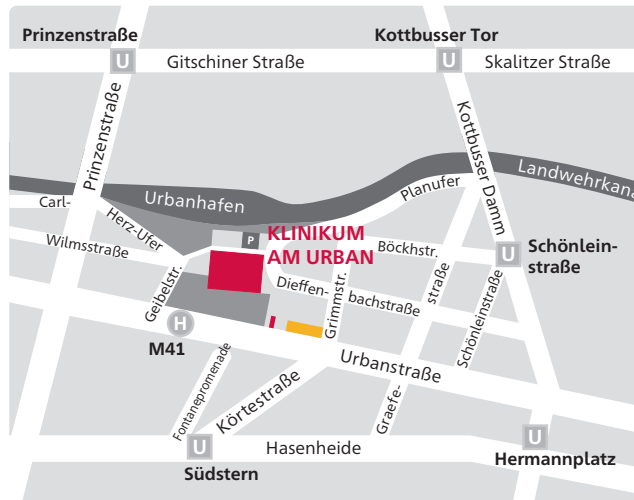 Prinzenstraße
Kottbusser Tor
U
Gitschiner Straße
U
Skalitzer Straße
Prinzenstraße
Kottbusser Damm
Landwehrkana
Urbanhafen
Planufer
Carl-
Herz-Ufer
P
KLINIKUM
AM URBAN
Wilmsstraße
Böckhstr.
U
Schönlein-
straße
Geibelstr.
Dieffen-
bachstraße
Grimmstr.
straße
Schönleinstraße
H
M41
Urbanstraße
Fontanepromenade
Körtestraße
Graefe-
U
Südstern
Hasenheide
U
Hermannplatz